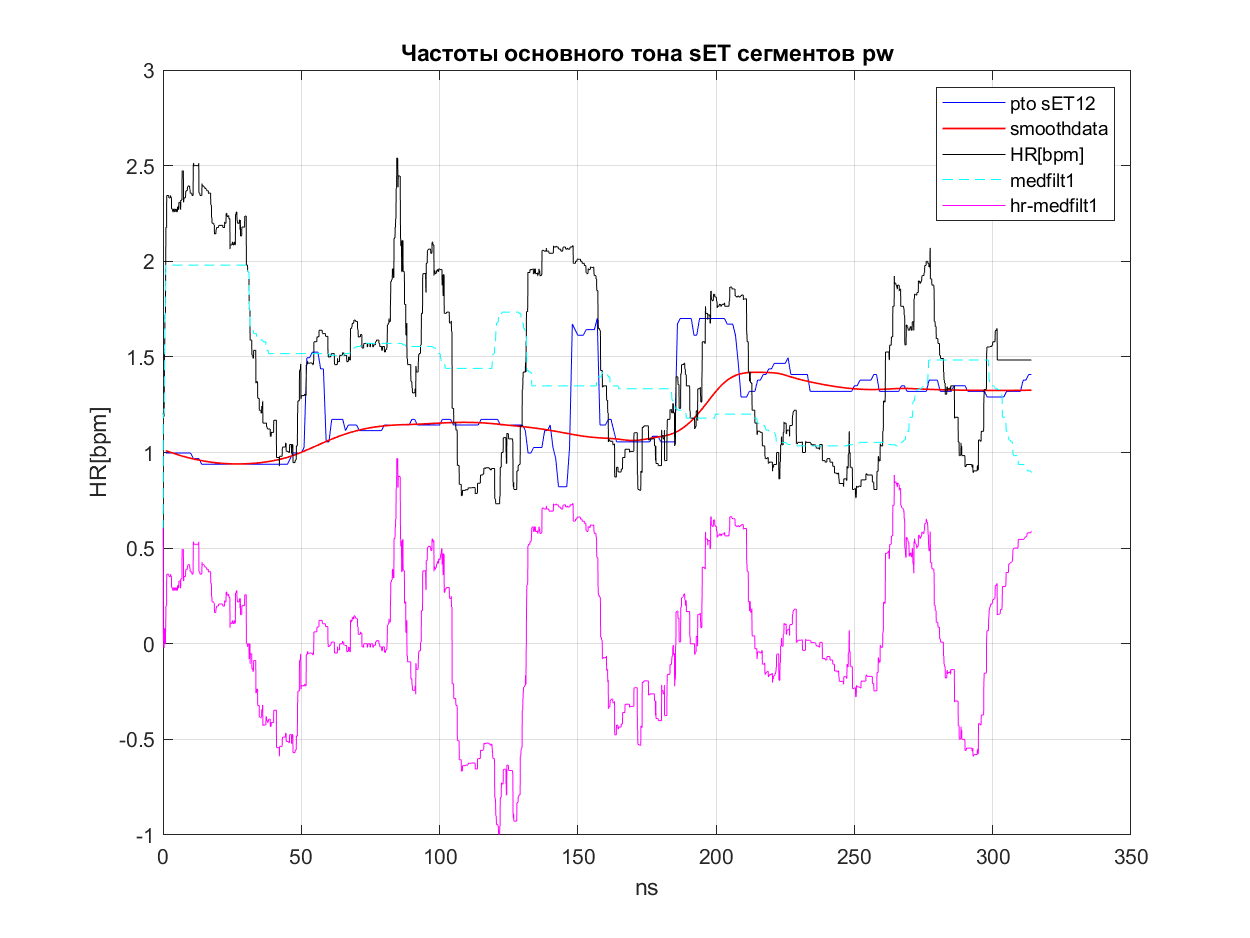 Частоты основного тона sET сегментов pw
3
2.5
2
1.5
1
0.5
0
-0.5
-1
HR[bpm]
pto sET12
smoothdata
HR[bpm]
medfilt1
hr-medfilt1
0 50 100 150 200 250 300 350
ns